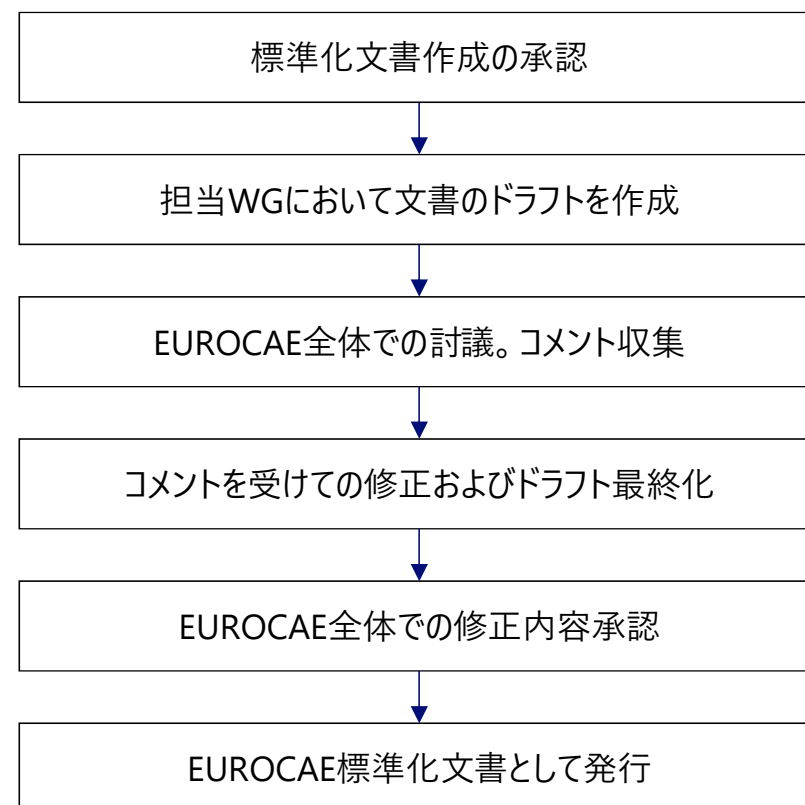 標準化文書作成の承認
担当WGにおいて文書のドラフトを作成
EUROCAE全体での討議。コメント収集
コメントを受けての修正およびドラフト最終化
EUROCAE全体での修正内容承認
EUROCAE標準化文書として発行